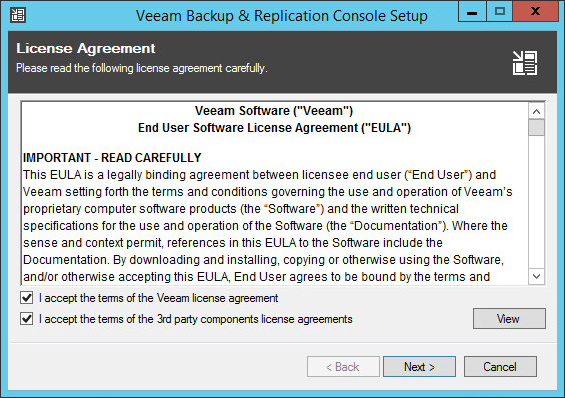 Veeam Backup & Replication Console Setup
License Agreement
Please read the following license agreement carefully.
Veeam Software ("Veeam")
End User Software License Agreement ("EULA")
IMPORTANT - READ CAREFULLY
This EULA is a legally binding agreement between licensee end user (“End User”) and
Veeam setting forth the terms and conditions governing the use and operation of Veeam’s
proprietary computer software products (the “Software”) and the written technical
specifications for the use and operation of the Software (the “Documentation”). Where the
sense and context permit, references in this EULA to the Software include the
Documentation. By downloading and installing, copying or otherwise using the Software,
and/or otherwise accepting this EULA, End User agrees to be bound by the terms and
I accept the terms of the Veeam license agreement
I accept the terms of the 3rd party components license agreements
View
< Back
Next >
Cancel